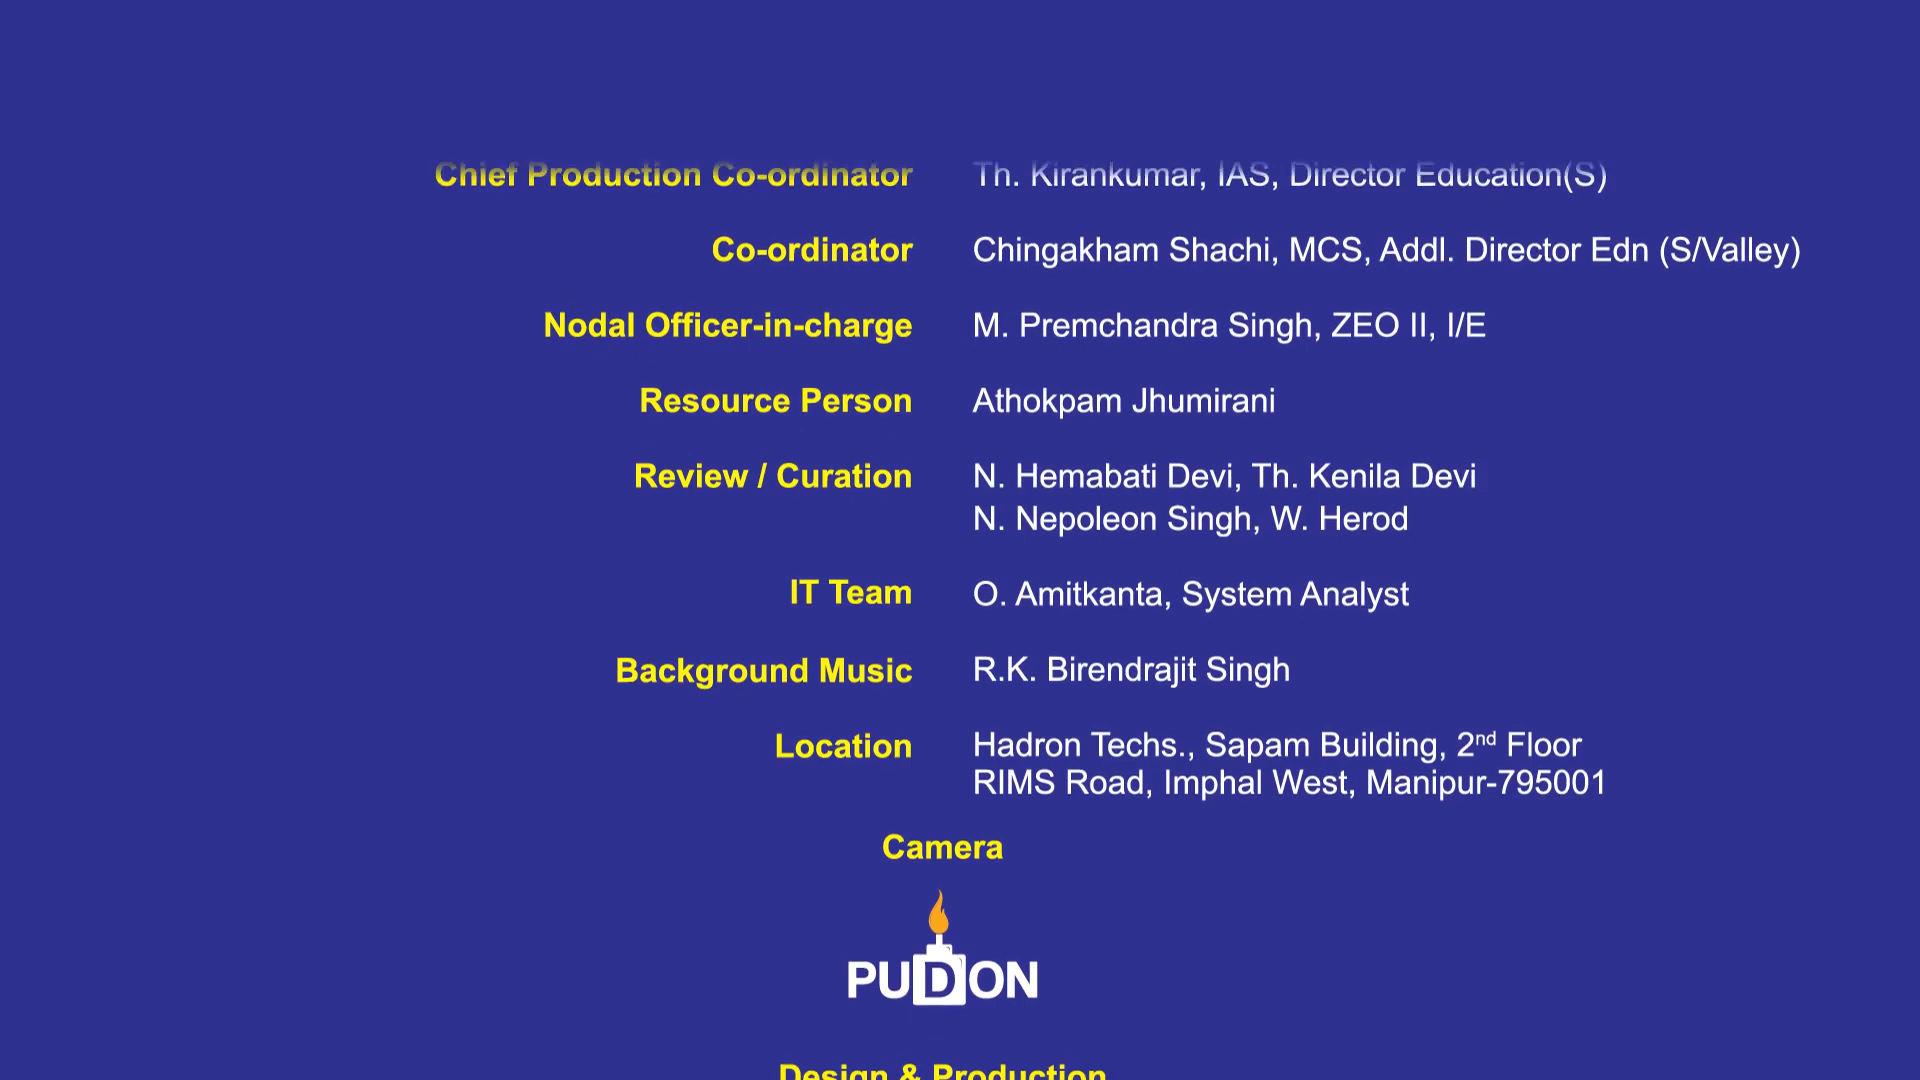 Chief Production Co-ordinator Th. Kirankumar, IAS, Director Education(S)
Co-ordinator Chingakham Shachi, MCS, Addl. Director Edn (S/Valley)
Nodal Officer-in-charge M. Premchandra Singh, ZEO II, I/E
Resource Person Athokpam Jhumirani
Review / Curation N. Hemabati Devi, Th. Kenila Devi
N. Nepoleon Singh, W. Herod
IT Team O. Amitkanta, System Analyst
Background Music R.K. Birendrajit Singh
Location Hadron Techs., Sapam Building, 2nd Floor
RIMS Road, Imphal West, Manipur-795001
Camera
PUDON
Design & Production